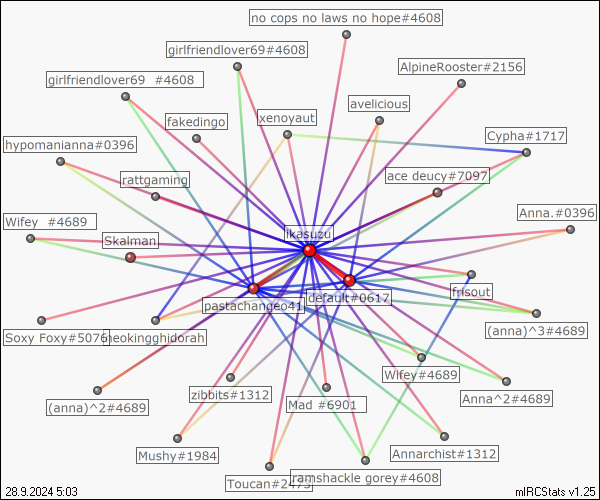 no cops no laws no hope#4608
girlfriendlover69#4608
AlpineRooster#2156
girlfriendlover69 #4608
avelicious
xenoyaut
fakedingo
Cypha#1717
hypomanianna#0396
ace deucy#7097
rattgaming
Anna.#0396
Wifey #4689
ikasuzu
Skalman
frisout
default#0617
pastachangeo41
(anna)^3#4689
Soxy Foxy#5076
neokingghidorah
Wifey#4689
zibbits#1312
Anna^2#4689
Mad #6901
(anna)^2#4689
Annarchist#1312
Mushy#1984
ramshackle gorey#4608
Toucan#2475
28.9.2024 5:03
mIRCStats v1.25